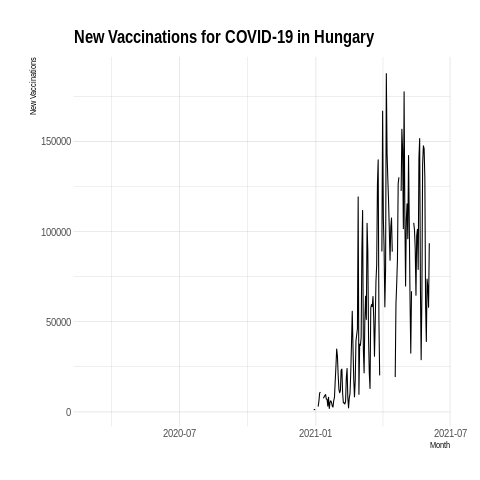 New Vaccinations for COVID-19 in Hungary
New Vaccinations
150000
100000
50000
0
2020-07
2021-01
2021-07
Month